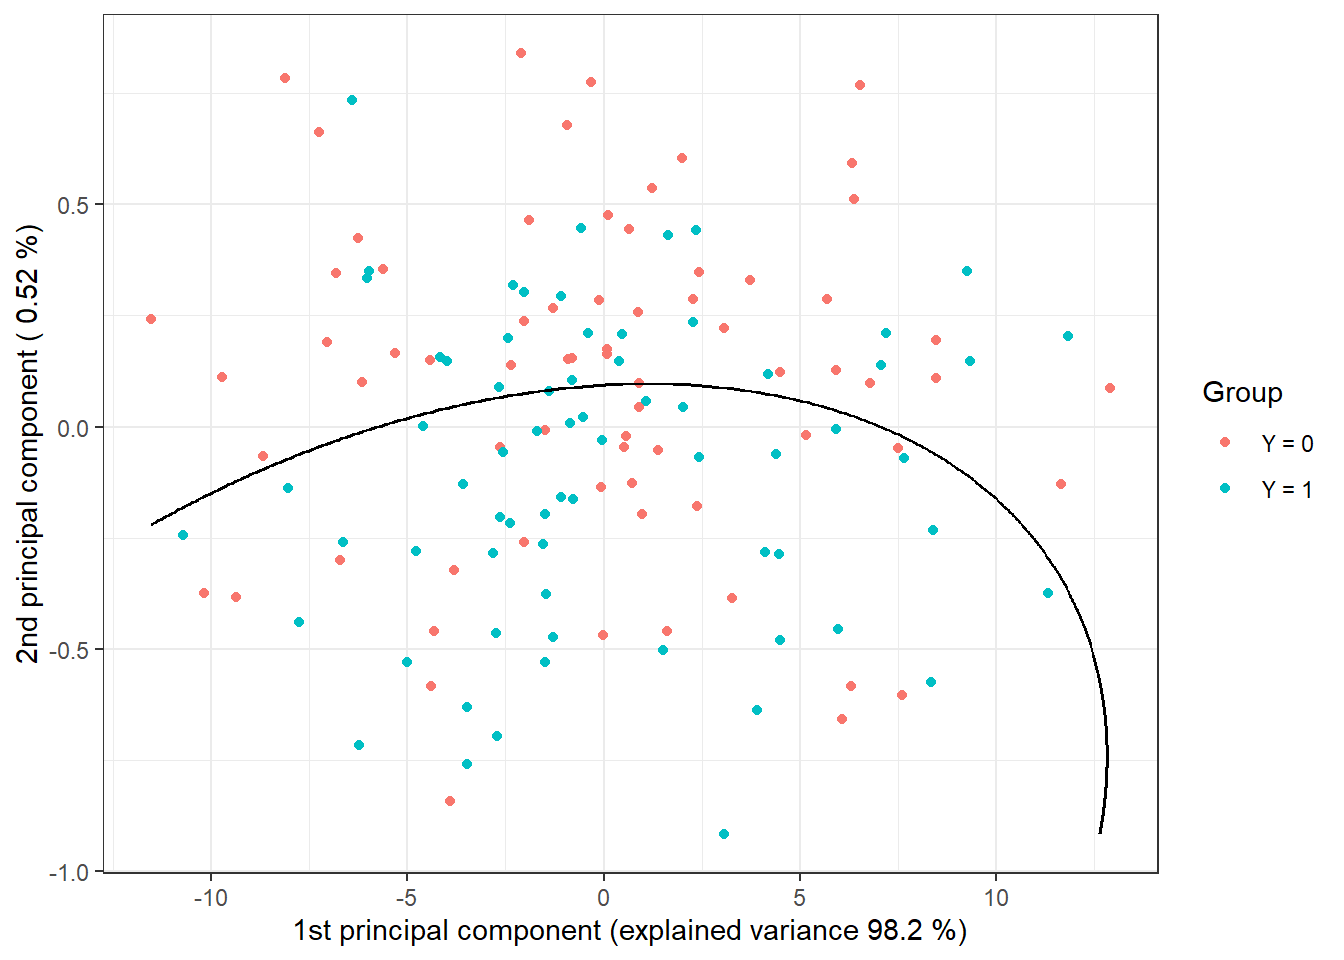 0.5
0.0
-0.5
-1.0
2nd principal component ( 0.52 %)
-10
-5
0
5
10
1st principal component (explained variance 98.2 %)
Group
Y = 0
Y = 1